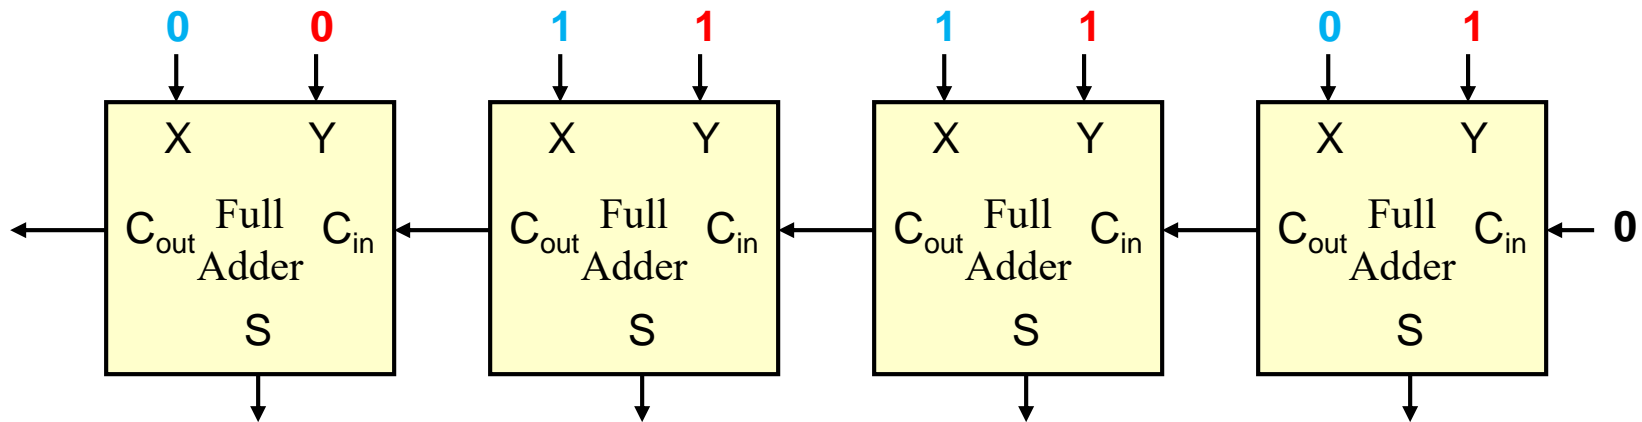 0 0 1 1 1 1 0 1
X Y X Y X Y X Y
Full Full Full Full
Cout Cin Cout Cin Cout Cin Cout Cin 0
Adder Adder Adder Adder
S S S S